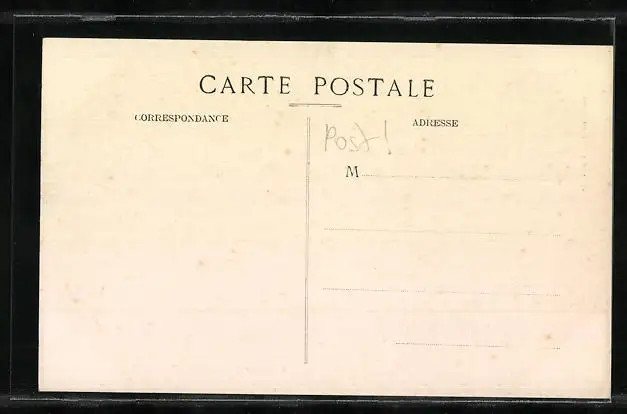 CARTE POSTALE
CORRESPONDANCE
ADRESSE
Post!
M